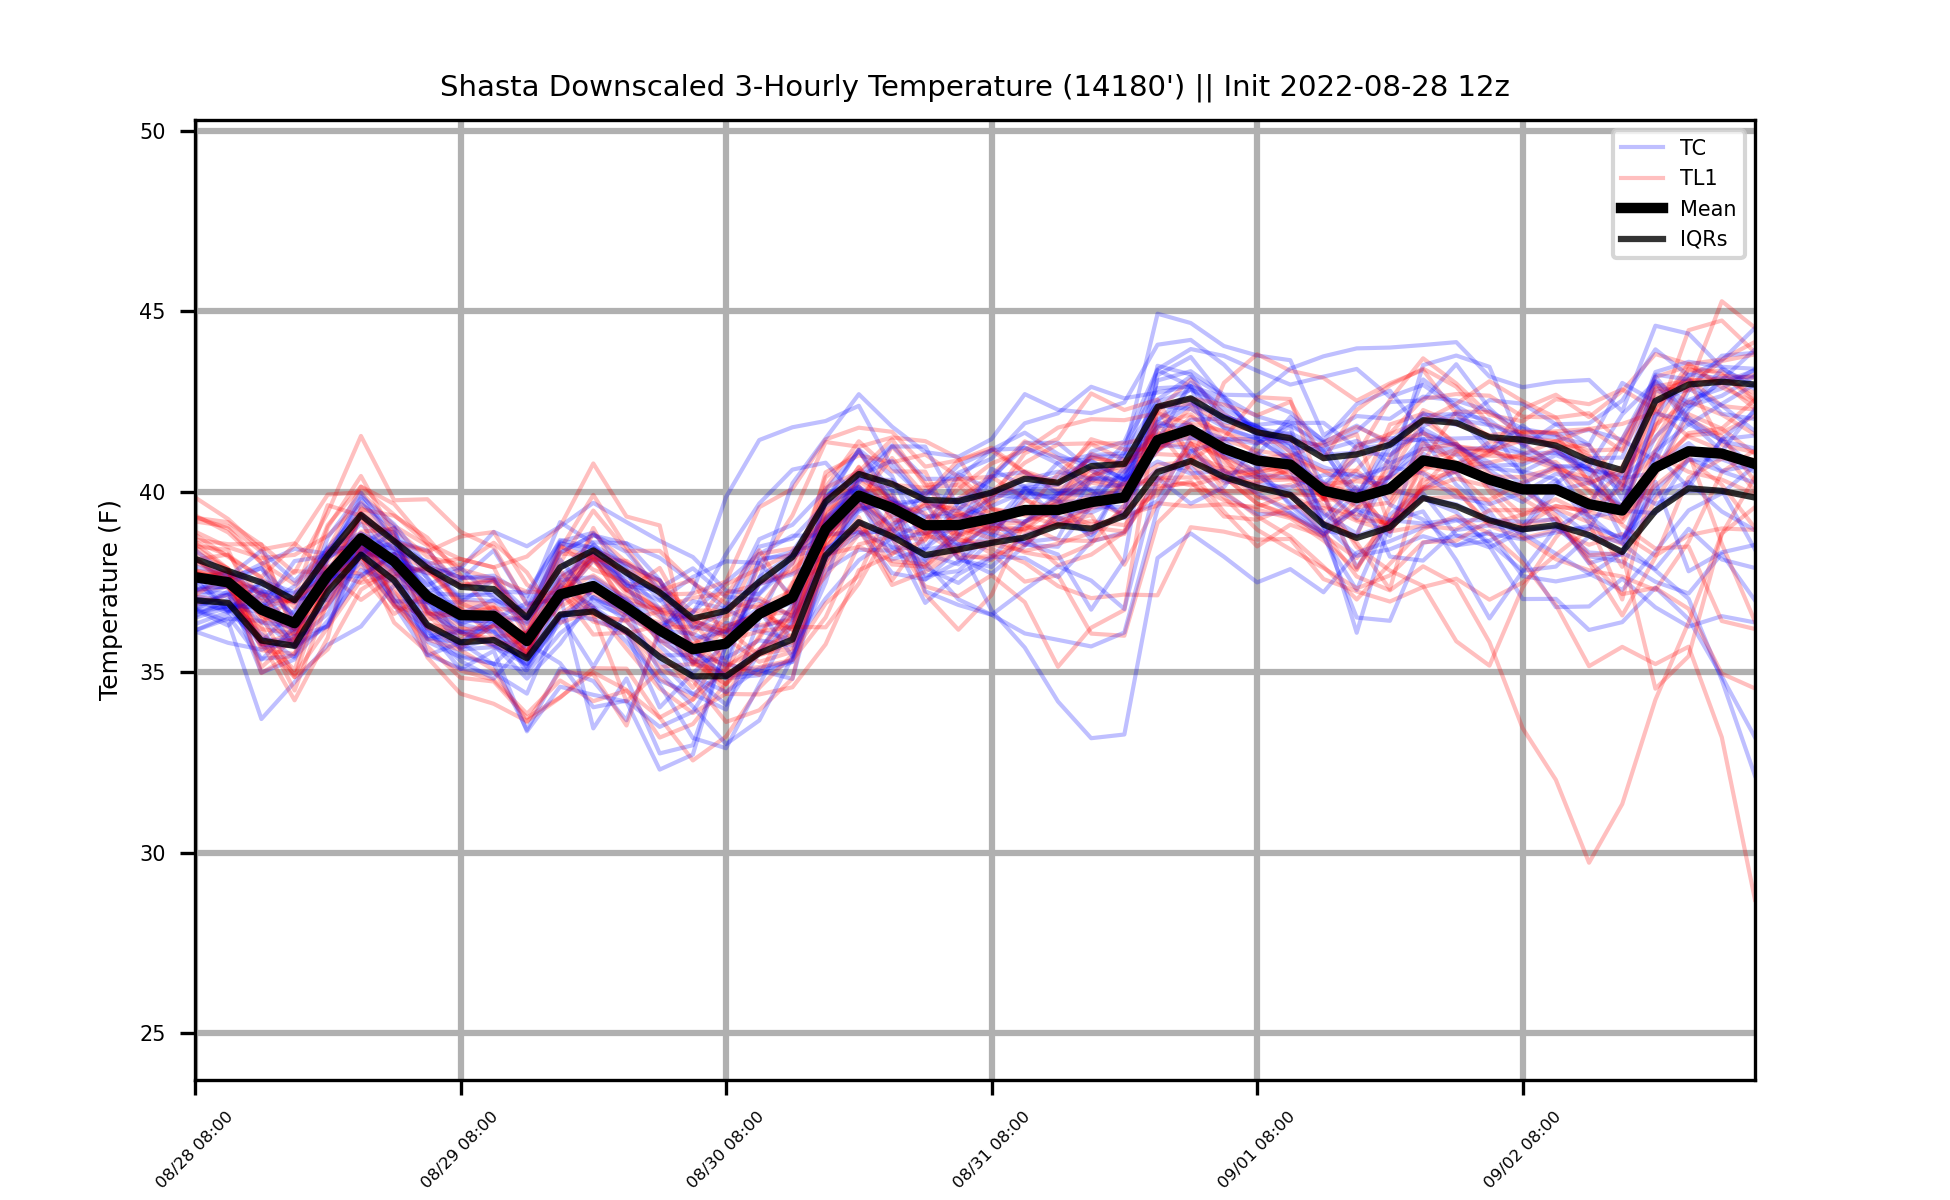 Shasta Downscaled 3-Hourly Temperature (14180') || Init 2022-08-28 12z
Temperature (F)
50
45
40
35
30
25
TC
TL1
Mean
IQRs
08/28 08:00
08/29 08:00
08/30 08:00
08/31 08:00
09/01 08:00
09/02 08:00